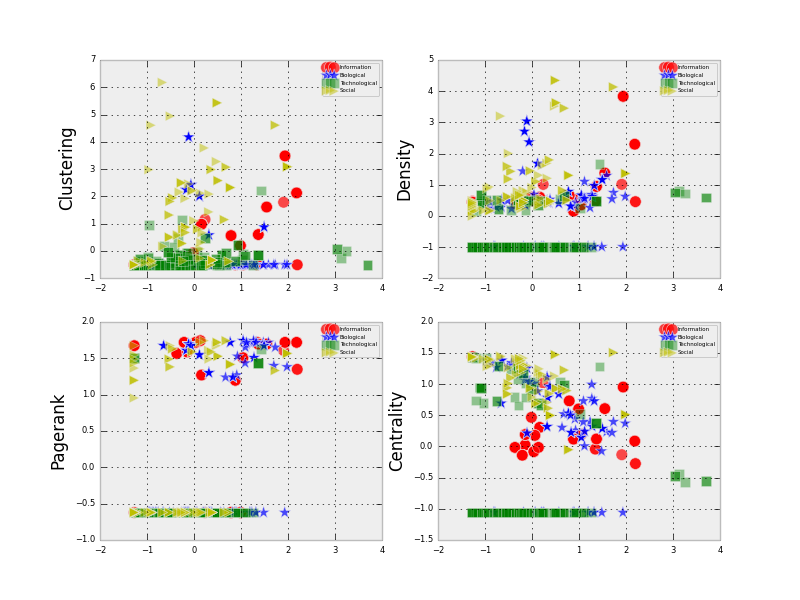 Clustering
7
6
5
4
3
2
1
0
−1
−2 −1 0 1 2 3 4
Information
Biological
Technological
Social
Density
5
4
3
2
1
0
−1
−2
−2 −1 0 1 2 3 4
Information
Biological
Technological
Social
Pagerank
2.0
1.5
1.0
0.5
0.0
−0.5
−1.0
−2 −1 0 1 2 3 4
Information
Biological
Technological
Social
Centrality
2.0
1.5
1.0
0.5
0.0
−0.5
−1.0
−1.5
−2 −1 0 1 2 3 4
Information
Biological
Technological
Social